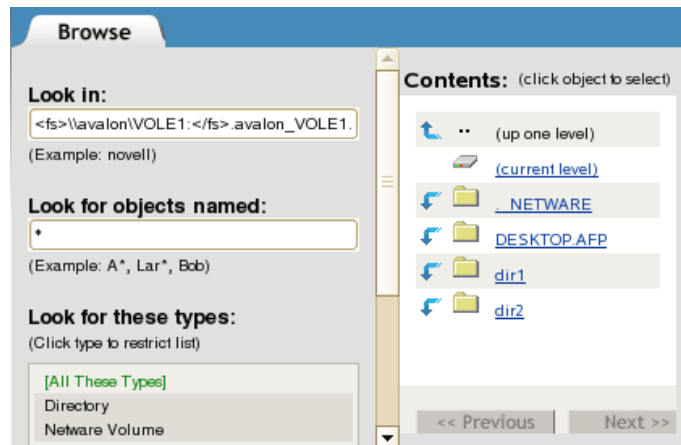 Browse
Look in:
<fs>\\avalon\VOLE1:</fs>.avalon_VOLE1.
(Example: novell)
Look for objects named:
*
(Example: A*, Lar*, Bob)
Look for these types:
(Click type to restrict list)
[All These Types]
Directory
Netware Volume
Contents: (click object to select)
.. (up one level)
(current level)
._NETWARE
DESKTOP.AFP
dir1
dir2
<< Previous
Next >>